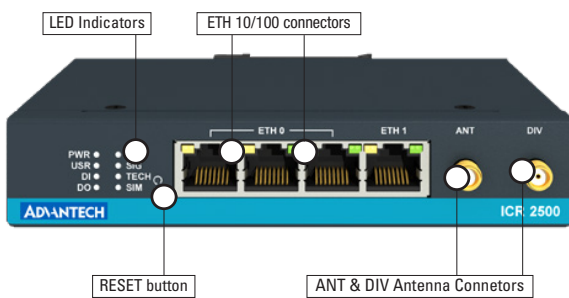 LED Indicators
ETH 10/100 connectors
ETH 0
ETH 1
ANT
DIV
PWR
USR
SIG
DI
TECH
DO
SIM
ADVANTECH
ICR 2500
RESET button
ANT & DIV Antenna Connetors